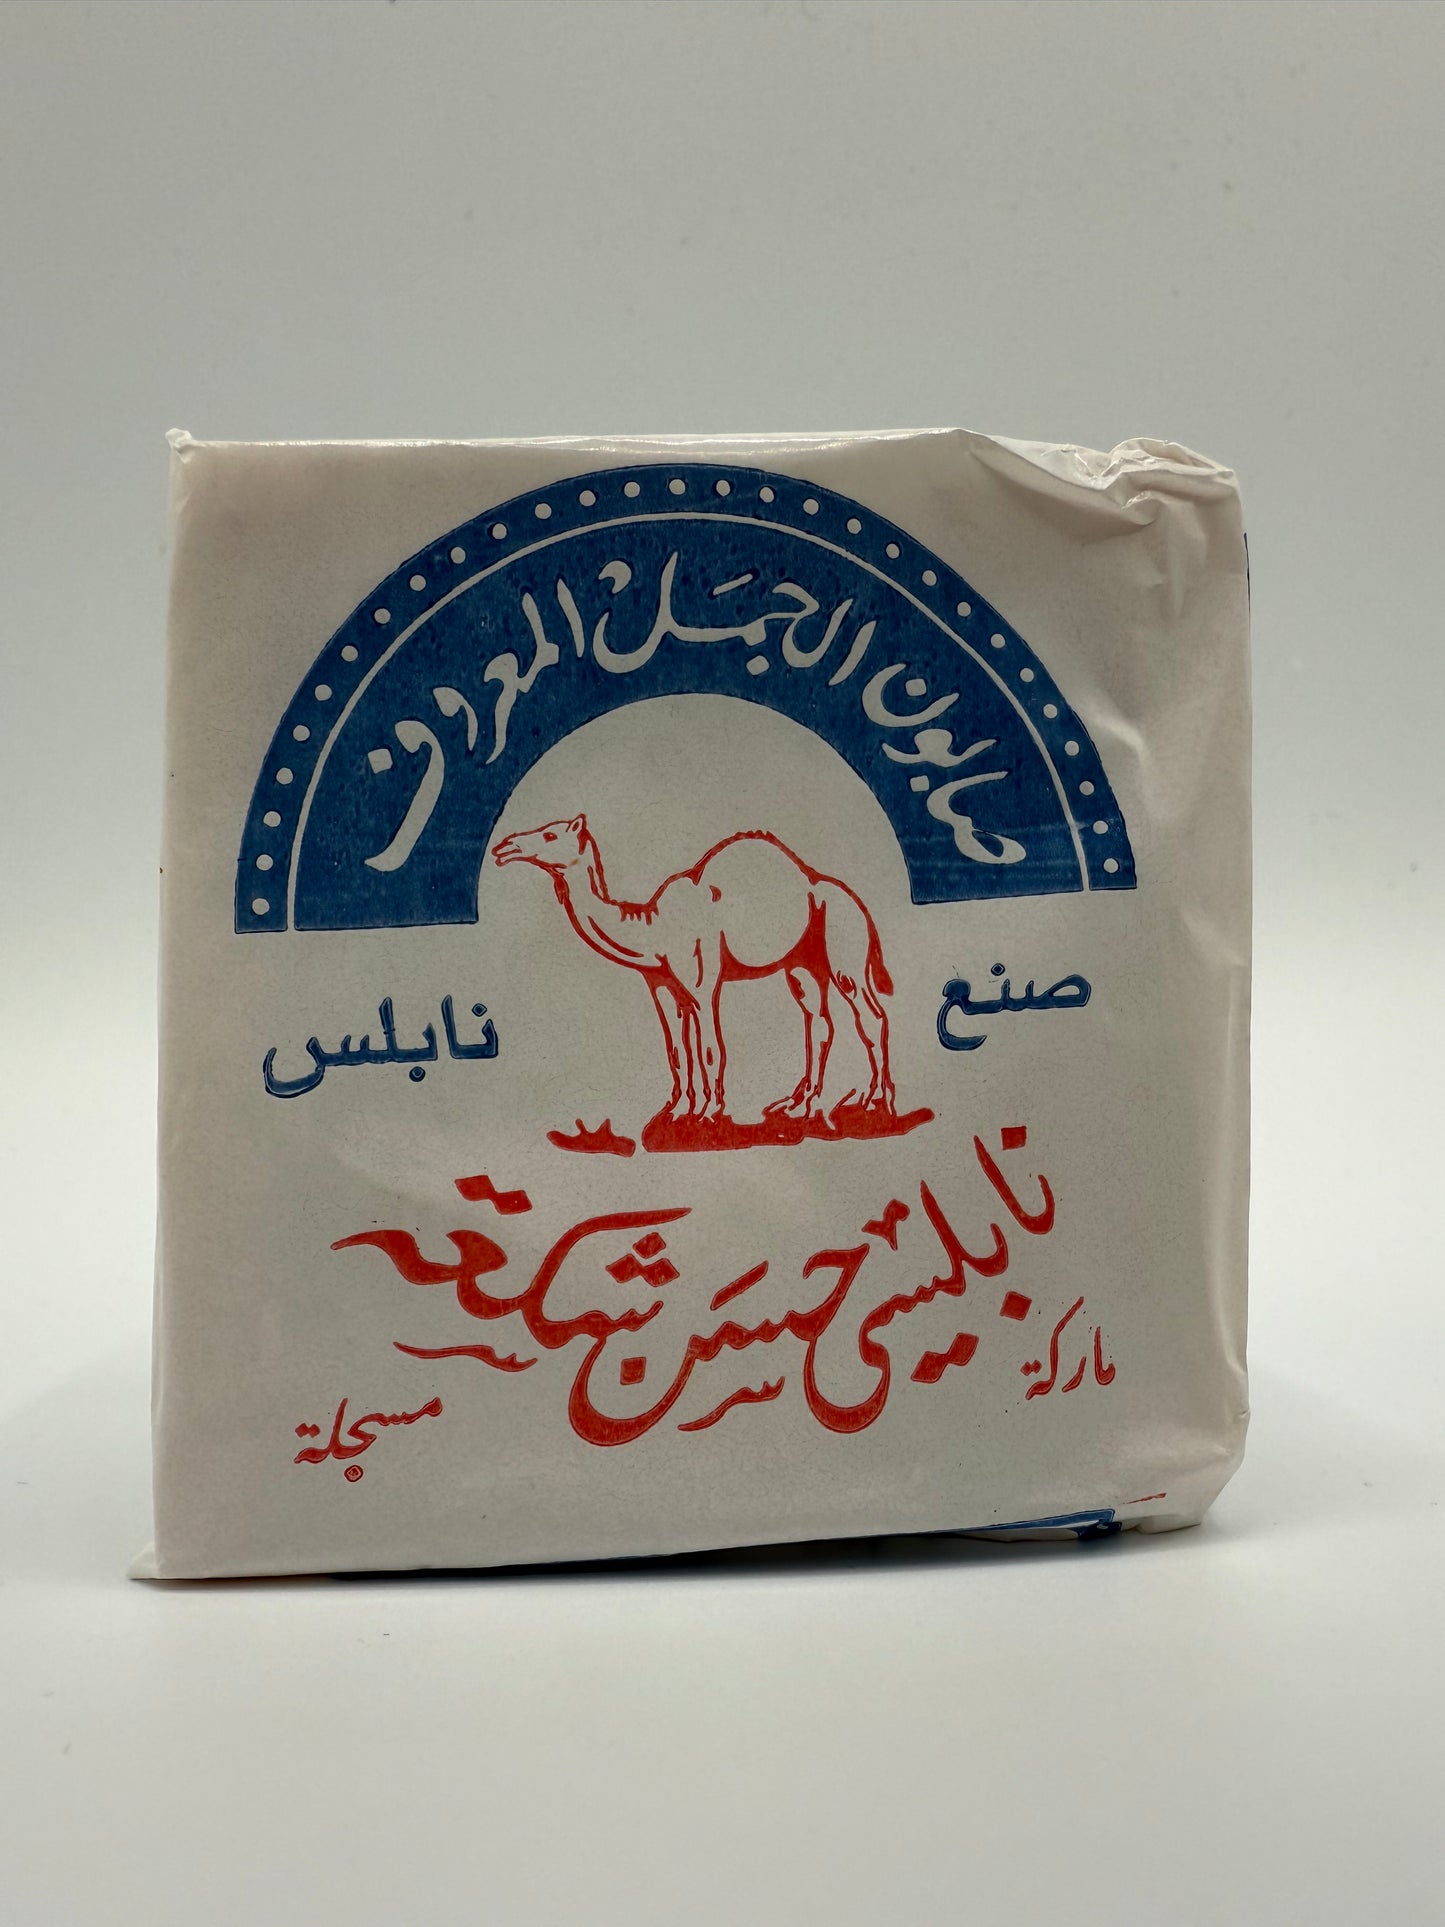 صابون الجمل المعروف
صنع نابلس
نابلسي حسن شكعة
ماركة مسجلة